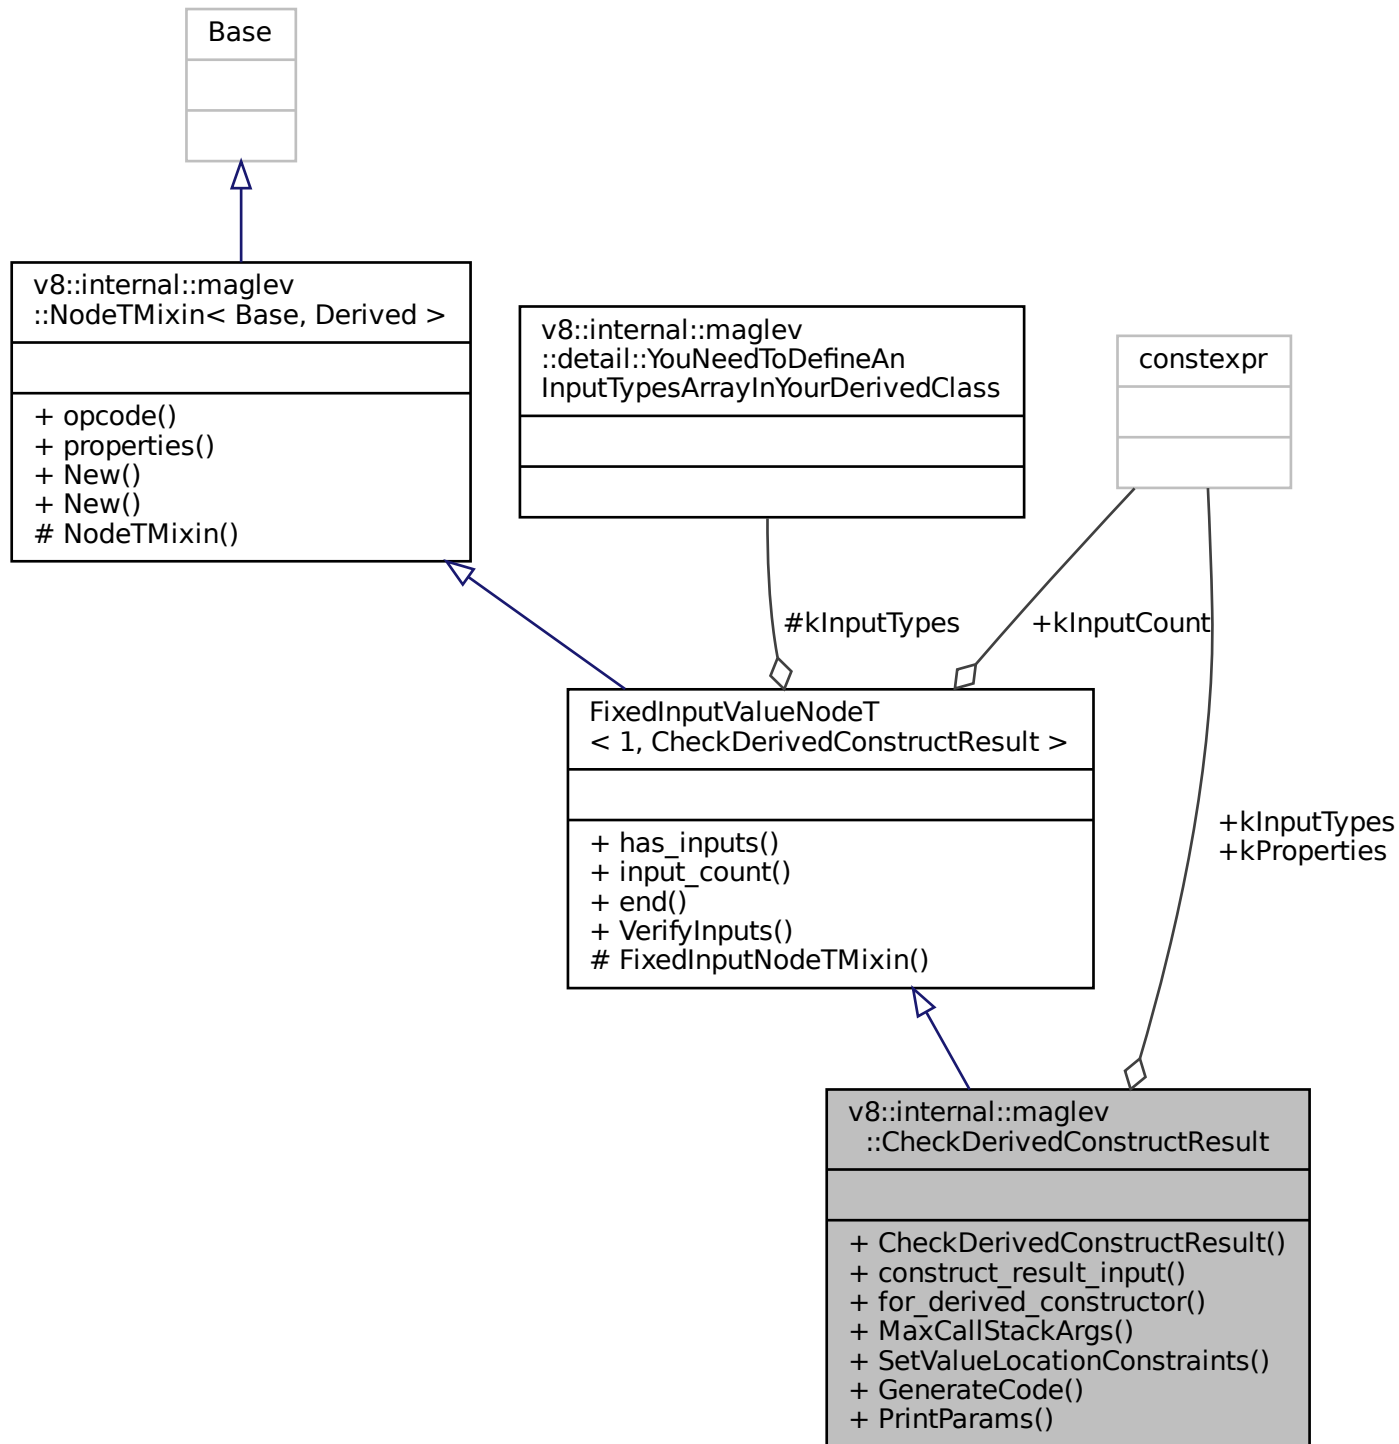 Base
v8::internal::maglev
::NodeTMixin< Base, Derived >
+ opcode()
+ properties()
+ New()
+ New()
# NodeTMixin()
v8::internal::maglev
::detail::YouNeedToDefineAn
InputTypesArrayInYourDerivedClass
constexpr
#kInputTypes
+kInputCount
FixedInputValueNodeT
< 1, CheckDerivedConstructResult >
+ has_inputs()
+ input_count()
+ end()
+ VerifyInputs()
# FixedInputNodeTMixin()
+kInputTypes
+kProperties
v8::internal::maglev
::CheckDerivedConstructResult
+ CheckDerivedConstructResult()
+ construct_result_input()
+ for_derived_constructor()
+ MaxCallStackArgs()
+ SetValueLocationConstraints()
+ GenerateCode()
+ PrintParams()